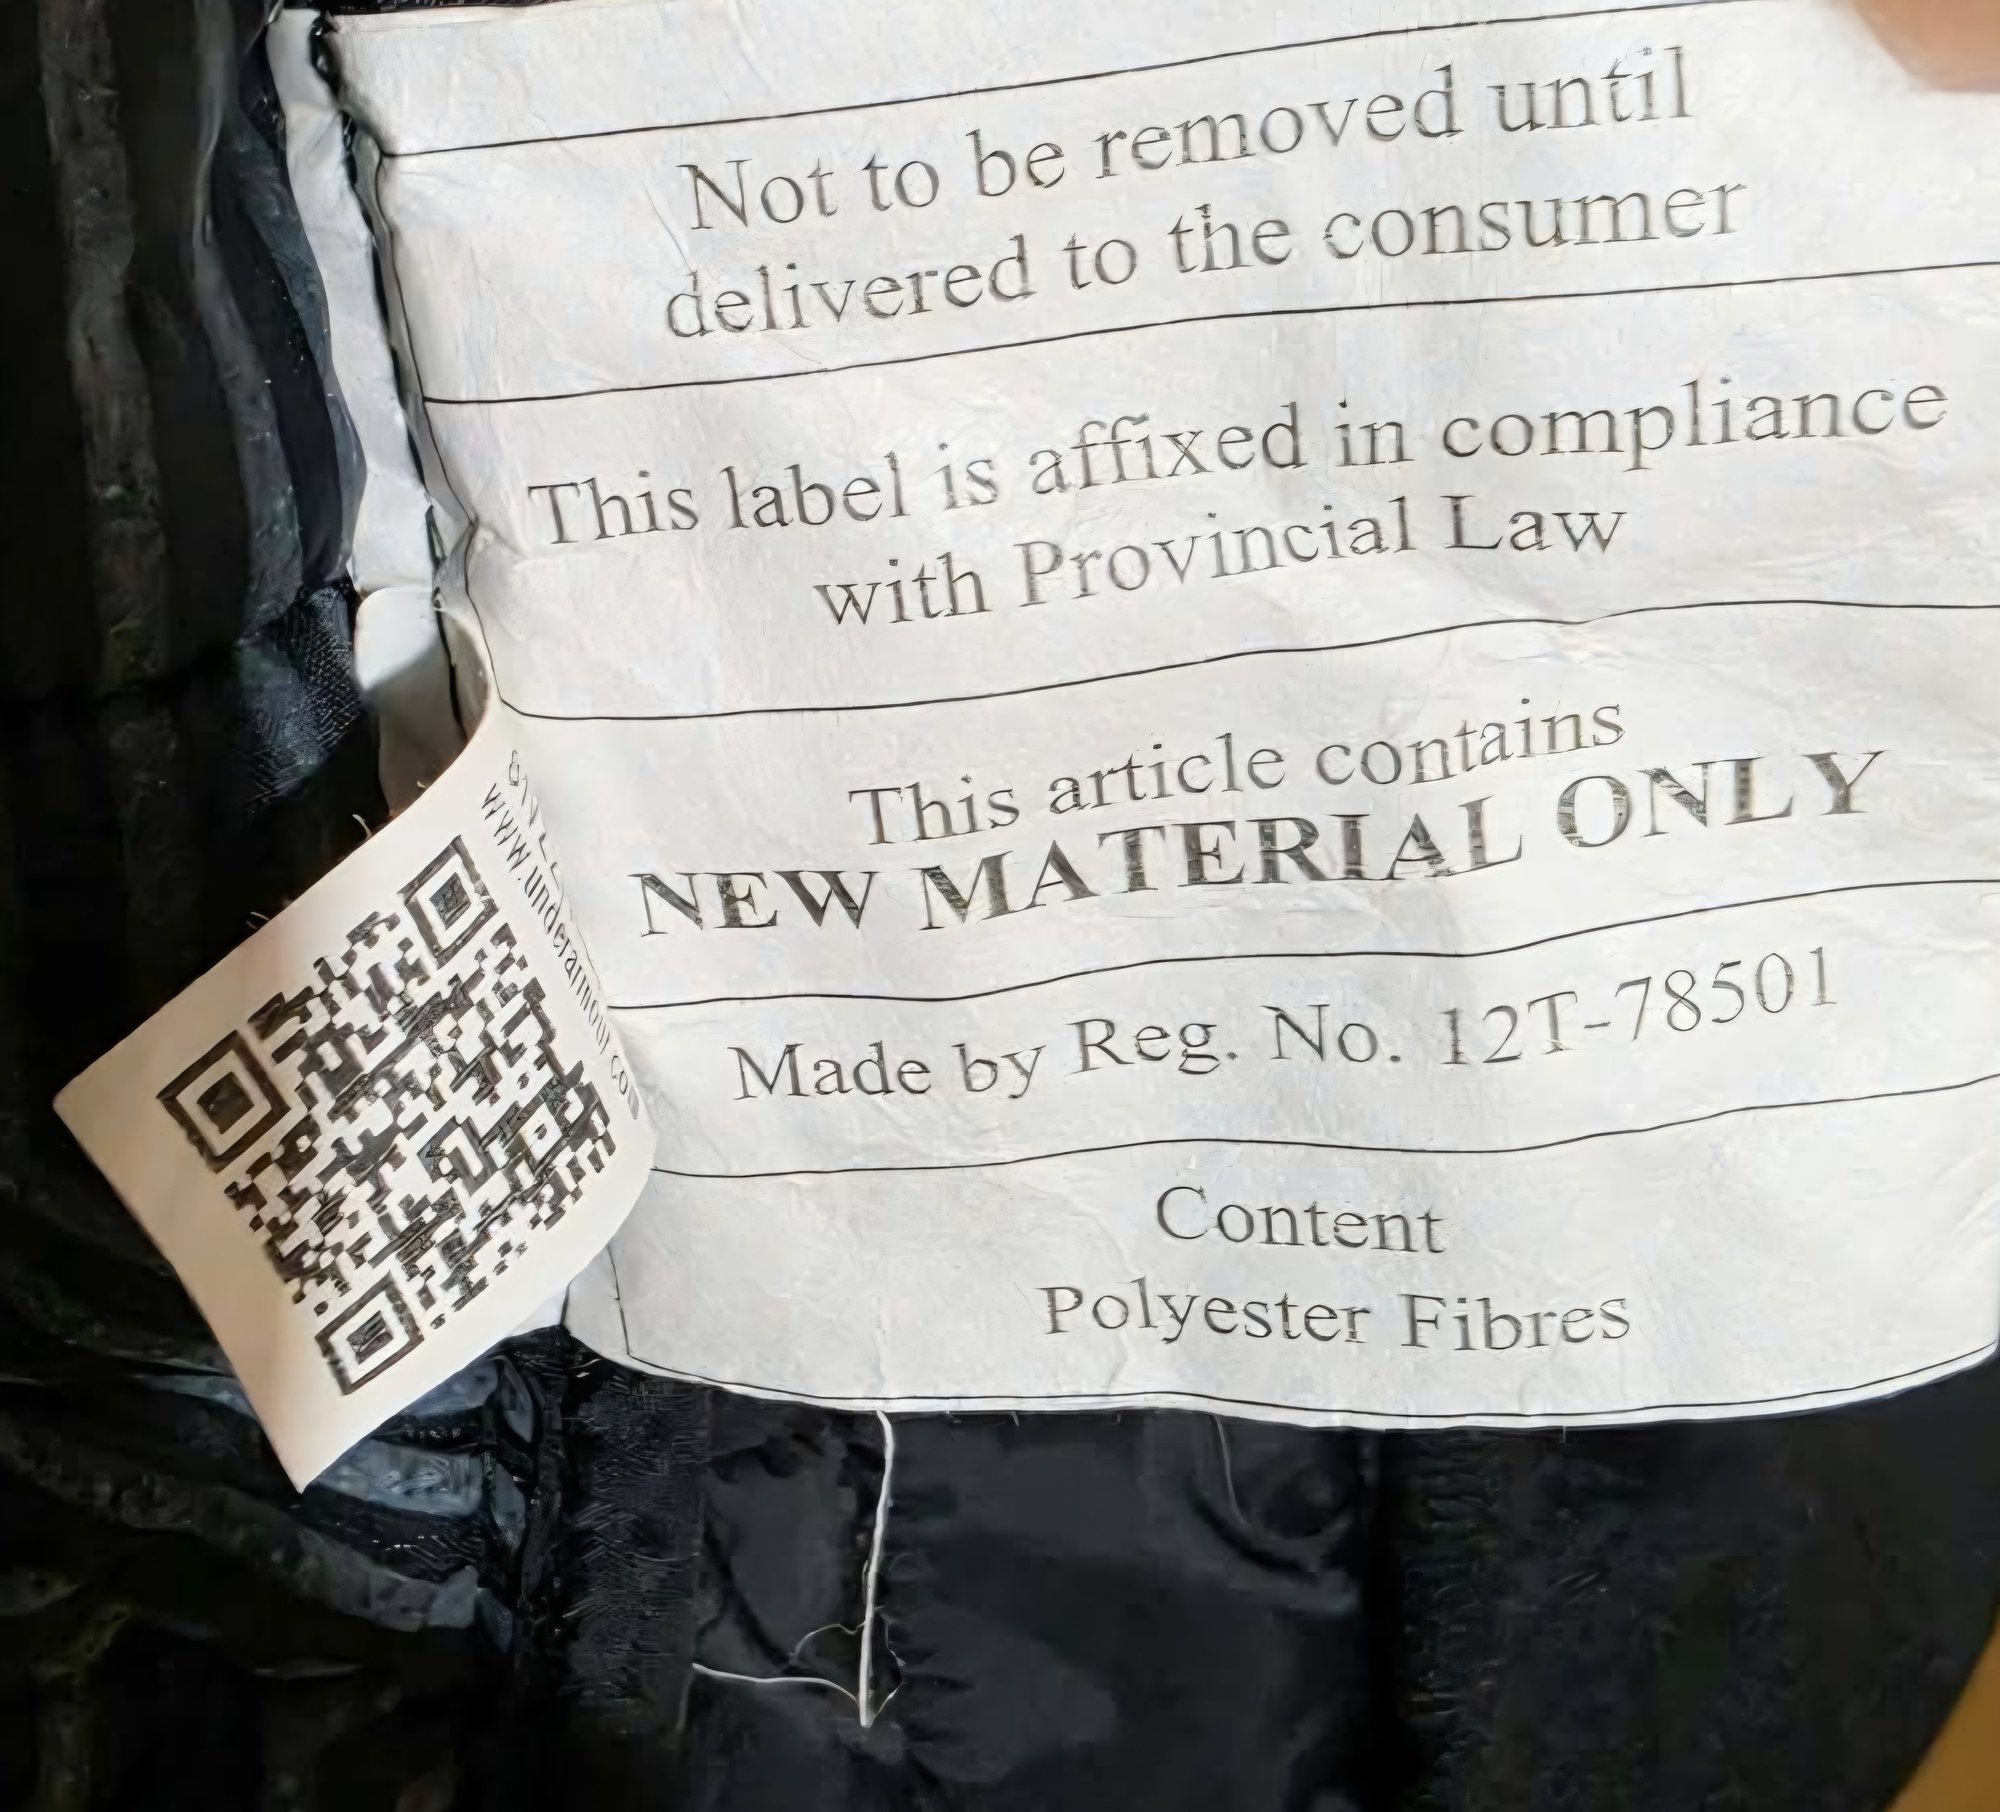 Not to be removed until
delivered to the consumer
This label is affixed in compliance
with Provincial Law
This article contains
NEW MATERIAL ONLY
Made by Reg. No. 12T-78501
Content
Polyester Fibres